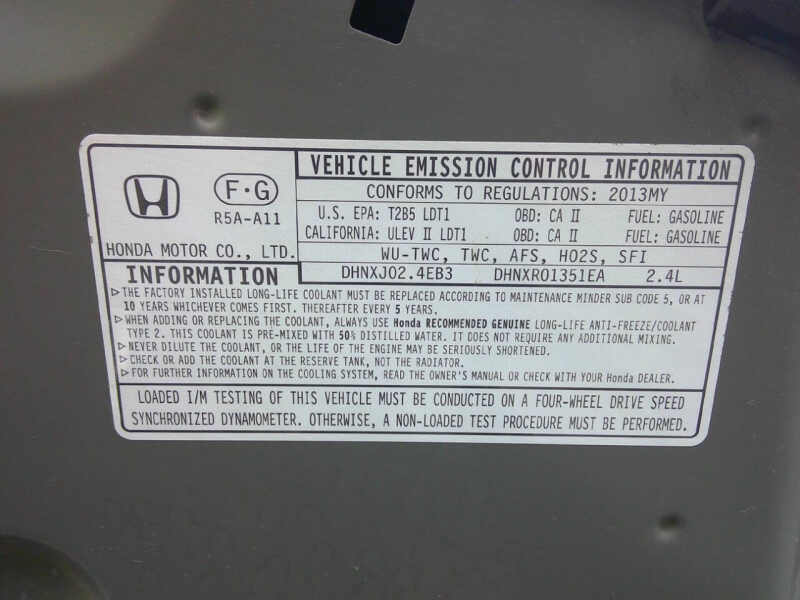 F·G
R5A-A11
HONDA MOTOR CO., LTD.
VEHICLE EMISSION CONTROL INFORMATION
CONFORMS TO REGULATIONS: 2013MY
U.S. EPA: T2B5 LDT1 OBD: CA II FUEL: GASOLINE
CALIFORNIA: ULEV II LDT1 OBD: CA II FUEL: GASOLINE
WU-TWC, TWC, AFS, HO2S, SFI
DHNXJ02.4EB3 DHNXR01351EA 2.4L
INFORMATION
▷THE FACTORY INSTALLED LONG-LIFE COOLANT MUST BE REPLACED ACCORDING TO MAINTENANCE MINDER SUB CODE 5, OR AT
10 YEARS WHICHEVER COMES FIRST. THEREAFTER EVERY 5 YEARS.
▷WHEN ADDING OR REPLACING THE COOLANT, ALWAYS USE Honda RECOMMENDED GENUINE LONG-LIFE ANTI-FREEZE/COOLANT
TYPE 2. THIS COOLANT IS PRE-MIXED WITH 50% DISTILLED WATER. IT DOES NOT REQUIRE ANY ADDITIONAL MIXING.
▷NEVER DILUTE THE COOLANT, OR THE LIFE OF THE ENGINE MAY BE SERIOUSLY SHORTENED.
▷CHECK OR ADD THE COOLANT AT THE RESERVE TANK, NOT THE RADIATOR.
▷FOR FURTHER INFORMATION ON THE COOLING SYSTEM, READ THE OWNER'S MANUAL OR CHECK WITH YOUR Honda DEALER.
LOADED I/M TESTING OF THIS VEHICLE MUST BE CONDUCTED ON A FOUR-WHEEL DRIVE SPEED
SYNCHRONIZED DYNAMOMETER. OTHERWISE, A NON-LOADED TEST PROCEDURE MUST BE PERFORMED.